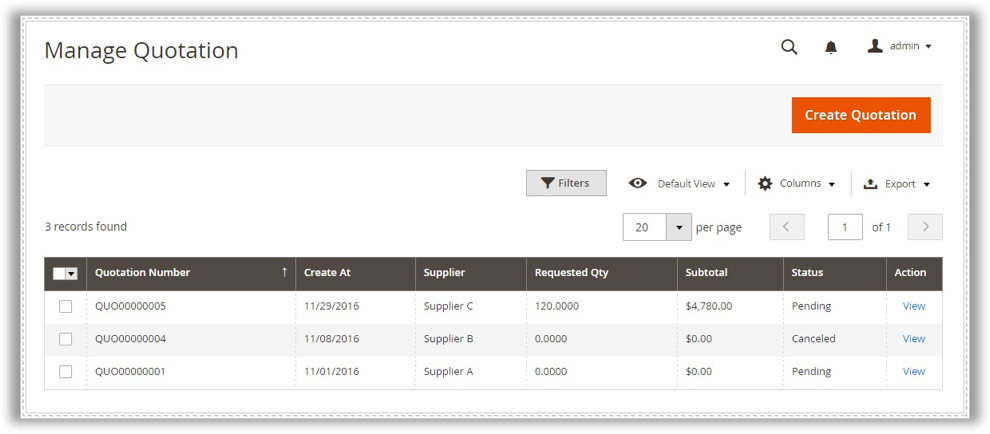 Manage Quotation
admin
Create Quotation
Filters Default View Columns Export
3 records found 20 per page 1 of 1
Quotation Number ↑ Create At Supplier Requested Qty Subtotal Status Action
QUO00000005 11/29/2016 Supplier C 120.0000 $4,780.00 Pending View
QUO00000004 11/08/2016 Supplier B 0.0000 $0.00 Canceled View
QUO00000001 11/01/2016 Supplier A 0.0000 $0.00 Pending View